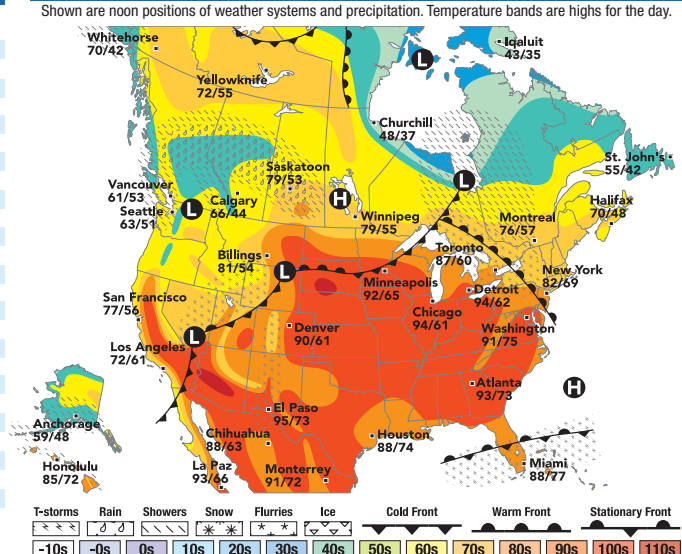 Shown are noon positions of weather systems and precipitation. Temperature bands are highs for the day.
Whitehorse
70/42
Iqaluit
43/35
L
Yellowknife
72/55
Churchill
48/37
St. John's
55/42
Saskatoon
79/53
Vancouver
61/53
Seattle
63/51
L
Calgary
66/44
H
Winnipeg
79/55
L
Montreal
76/57
Halifax
70/48
Billings
81/54
L
Toronto
87/60
Minneapolis
92/65
Detroit
94/62
New York
82/69
San Francisco
77/56
Chicago
94/61
Washington
91/75
L
Denver
90/61
Los Angeles
72/61
Atlanta
93/73
H
Anchorage
59/48
El Paso
95/73
Chihuahua
88/63
Houston
88/74
Honolulu
85/72
La Paz
93/66
Monterrey
91/72
Miami
88/77
T-storms Rain Showers Snow Flurries Ice Cold Front Warm Front Stationary Front
-10s -0s 0s 10s 20s 30s 40s 50s 60s 70s 80s 90s 100s 110s